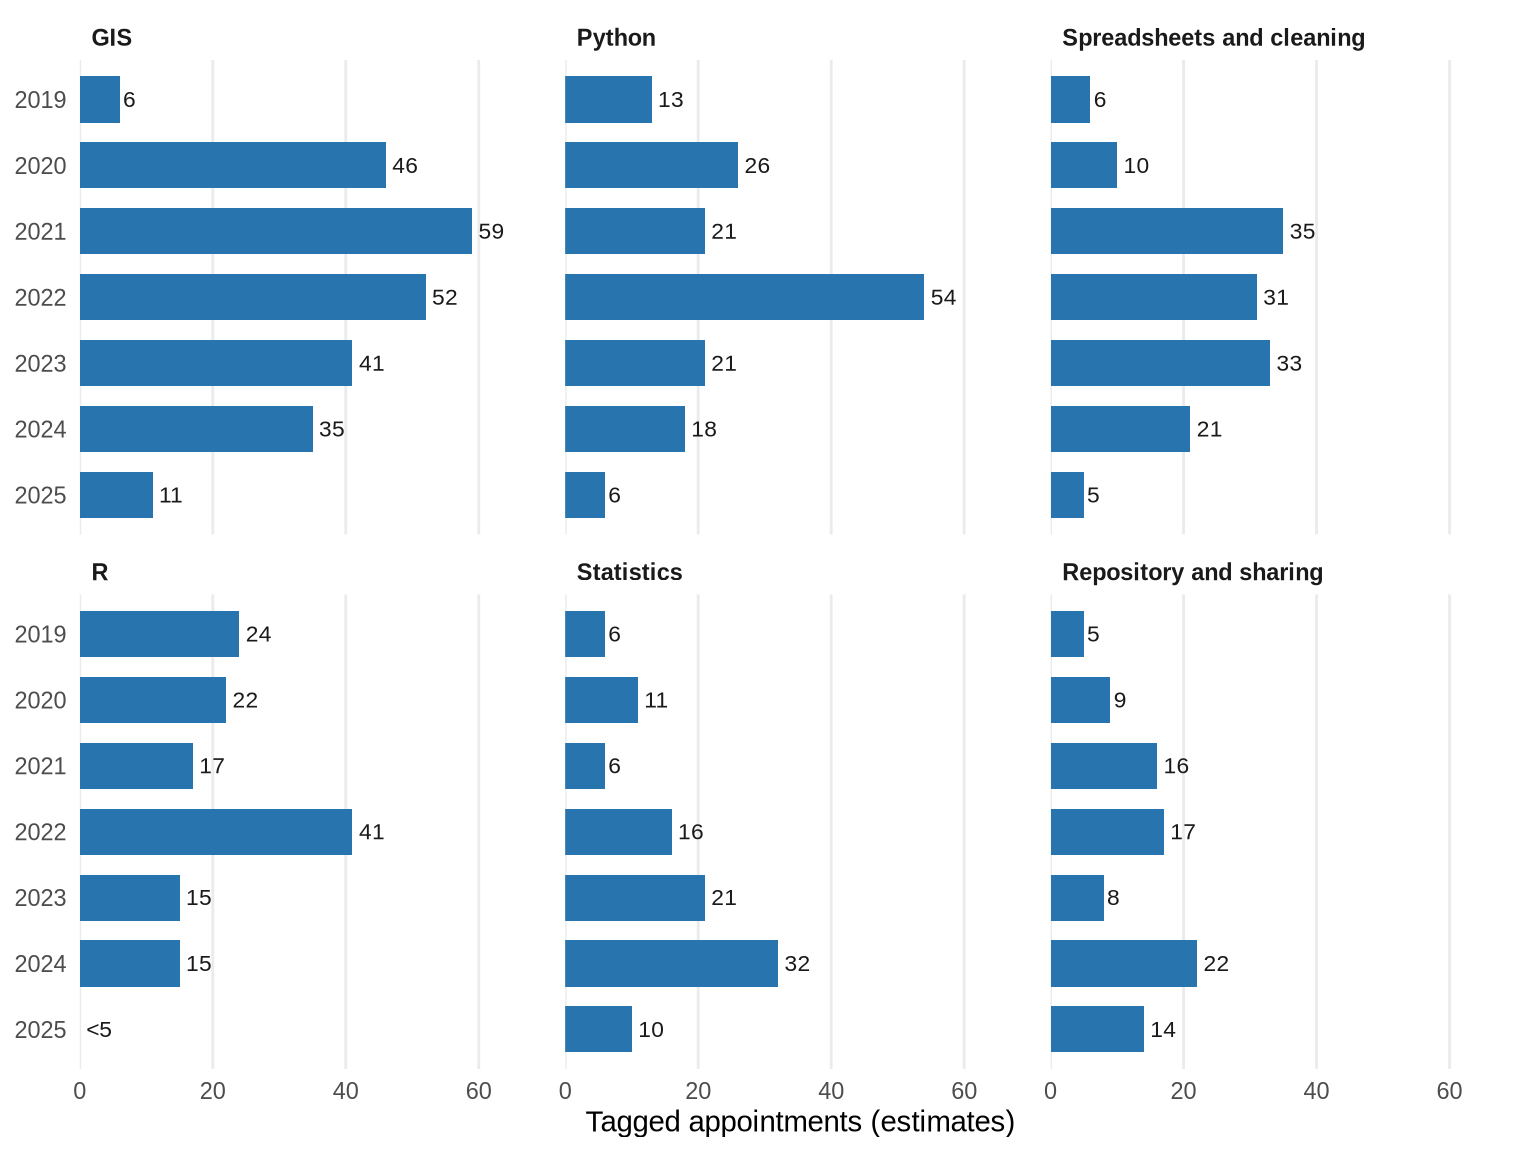 GIS Python Spreadsheets and cleaning
2019 6 13 6
2020 46 26 10
2021 59 21 35
2022 52 54 31
2023 41 21 33
2024 35 18 21
2025 11 6 5
R Statistics Repository and sharing
2019 24 6 5
2020 22 11 9
2021 17 6 16
2022 41 16 17
2023 15 21 8
2024 15 32 22
2025 <5 10 14
0 20 40 60 0 20 40 60 0 20 40 60
Tagged appointments (estimates)